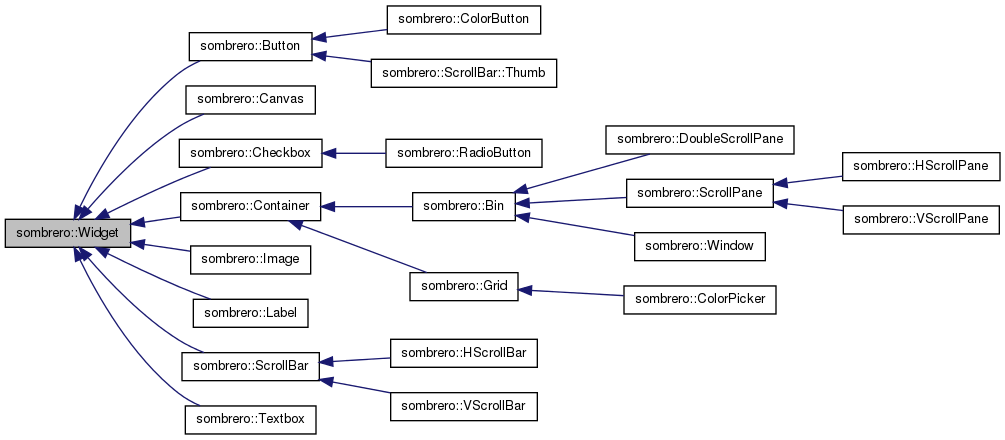 sombrero::ColorButton
sombrero::Button
sombrero::ScrollBar::Thumb
sombrero::Canvas
sombrero::DoubleScrollPane
sombrero::Checkbox
sombrero::RadioButton
sombrero::HScrollPane
sombrero::ScrollPane
sombrero::Container
sombrero::Bin
sombrero::VScrollPane
sombrero::Widget
sombrero::Window
sombrero::Image
sombrero::Grid
sombrero::ColorPicker
sombrero::Label
sombrero::HScrollBar
sombrero::ScrollBar
sombrero::VScrollBar
sombrero::Textbox